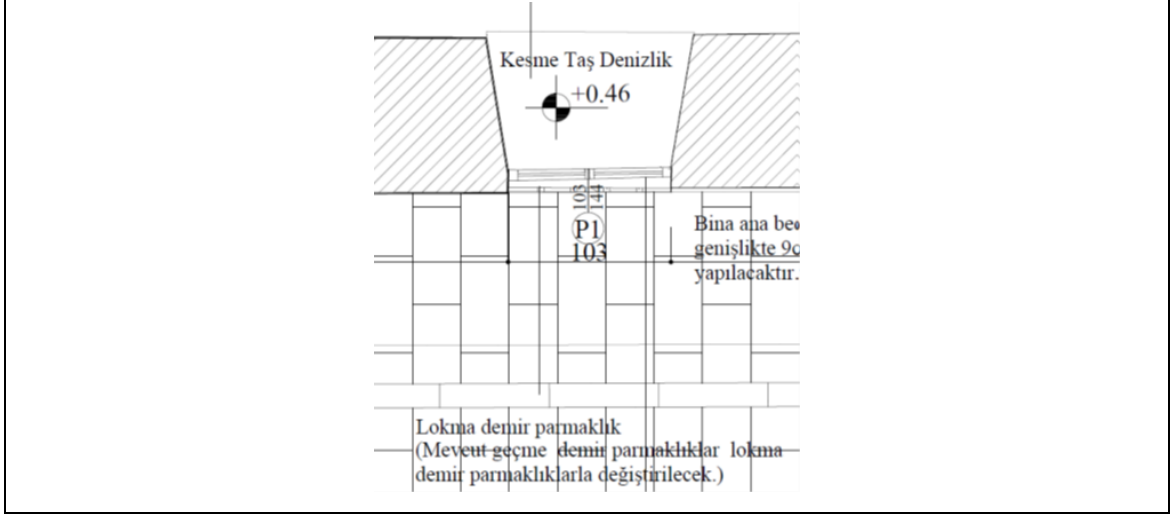 Kesme Taş Denizlik
+0.46
103
144
P1
103
Bina ana
genişlikte
yapılacaktır.
Lokma demir parmaklık
(Mevcut geçme demir parmaklıklar lokma
demir parmaklıklarla değiştirilecek.)